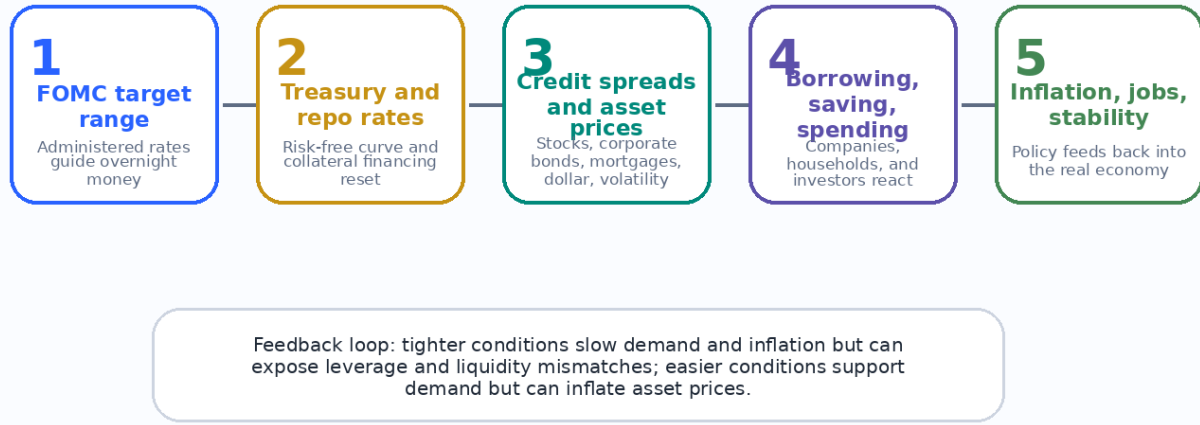 1
FOMC target
range
Administered rates
guide overnight
money
2
Treasury and
repo rates
Risk-free curve and
collateral financing
reset
3
Credit spreads
and asset
prices
Stocks, corporate
bonds, mortgages,
dollar, volatility
4
Borrowing,
saving,
spending
Companies,
households, and
investors react
5
Inflation, jobs,
stability
Policy feeds back into
the real economy
Feedback loop: tighter conditions slow demand and inflation but can
expose leverage and liquidity mismatches; easier conditions support
demand but can inflate asset prices.